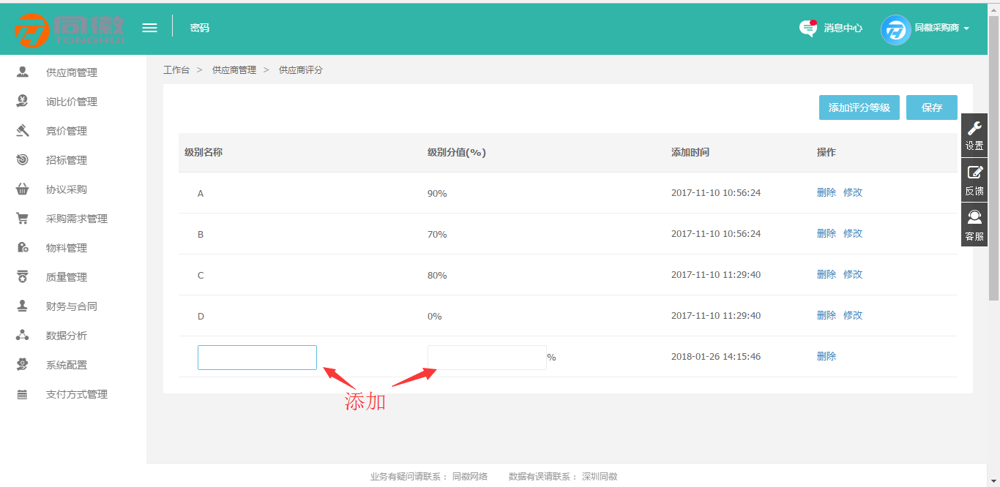 同徽
TONGHUI
密码
消息中心
同徽采购商
供应商管理
询比价管理
竞价管理
招标管理
协议采购
采购需求管理
物料管理
质量管理
财务与合同
数据分析
系统配置
支付方式管理
工作台 > 供应商管理 > 供应商评分
添加评分等级 保存
级别名称 级别分值(%) 添加时间 操作
A 90% 2017-11-10 10:56:24 删除 修改
B 70% 2017-11-10 10:56:24 删除 修改
C 80% 2017-11-10 11:29:40 删除 修改
D 0% 2017-11-10 11:29:40 删除 修改
% 2018-01-26 14:15:46 删除
添加
设置
反馈
客服
业务有疑问请联系： 同徽网络 数据有误请联系： 深圳同徽